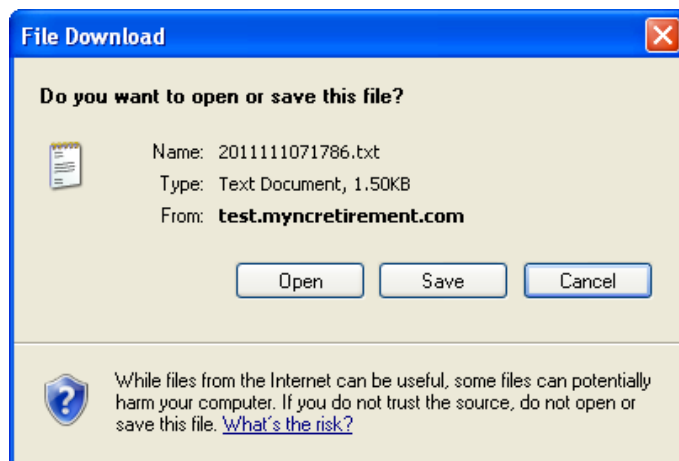 File Download
Do you want to open or save this file?
Name: 2011111071786.txt
Type: Text Document, 1.50KB
From: test.myncretirement.com
Open Save Cancel
While files from the Internet can be useful, some files can potentially
harm your computer. If you do not trust the source, do not open or
save this file. What's the risk?